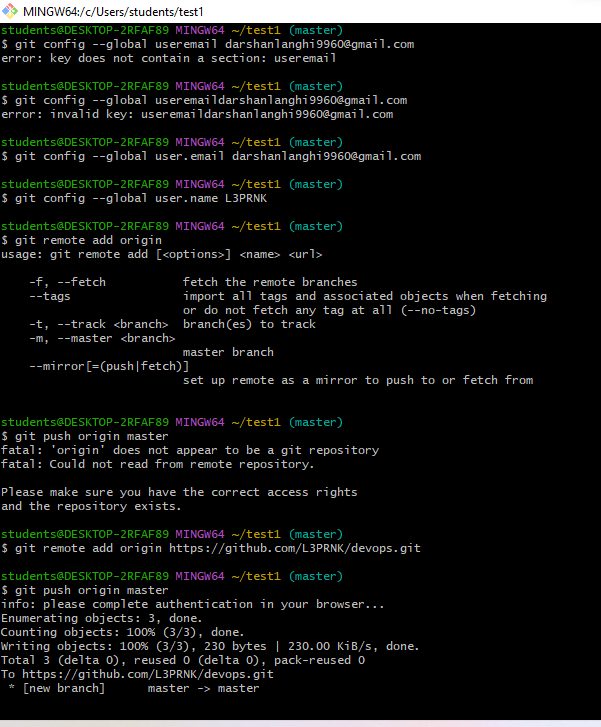 MINGW64:/c/Users/students/test1
students@DESKTOP-2RFAF89 MINGW64 ~/test1 (master)
$ git config --global useremail darshanlanghi9960@gmail.com
error: key does not contain a section: useremail
students@DESKTOP-2RFAF89 MINGW64 ~/test1 (master)
$ git config --global useremaildarshanlanghi9960@gmail.com
error: invalid key: useremaildarshanlanghi9960@gmail.com
students@DESKTOP-2RFAF89 MINGW64 ~/test1 (master)
$ git config --global user.email darshanlanghi9960@gmail.com
students@DESKTOP-2RFAF89 MINGW64 ~/test1 (master)
$ git config --global user.name L3PRNK
students@DESKTOP-2RFAF89 MINGW64 ~/test1 (master)
$ git remote add origin
usage: git remote add [<options>] <name> <url>
    -f, --fetch           fetch the remote branches
    --tags                import all tags and associated objects when fetching
                          or do not fetch any tag at all (--no-tags)
    -t, --track <branch>  branch(es) to track
    -m, --master <branch>
                          master branch
    --mirror[=(push|fetch)]
                          set up remote as a mirror to push to or fetch from
students@DESKTOP-2RFAF89 MINGW64 ~/test1 (master)
$ git push origin master
fatal: 'origin' does not appear to be a git repository
fatal: Could not read from remote repository.
Please make sure you have the correct access rights
and the repository exists.
students@DESKTOP-2RFAF89 MINGW64 ~/test1 (master)
$ git remote add origin https://github.com/L3PRNK/devops.git
students@DESKTOP-2RFAF89 MINGW64 ~/test1 (master)
$ git push origin master
info: please complete authentication in your browser...
Enumerating objects: 3, done.
Counting objects: 100% (3/3), done.
Writing objects: 100% (3/3), 230 bytes | 230.00 KiB/s, done.
Total 3 (delta 0), reused 0 (delta 0), pack-reused 0
To https://github.com/L3PRNK/devops.git
 * [new branch]      master -> master